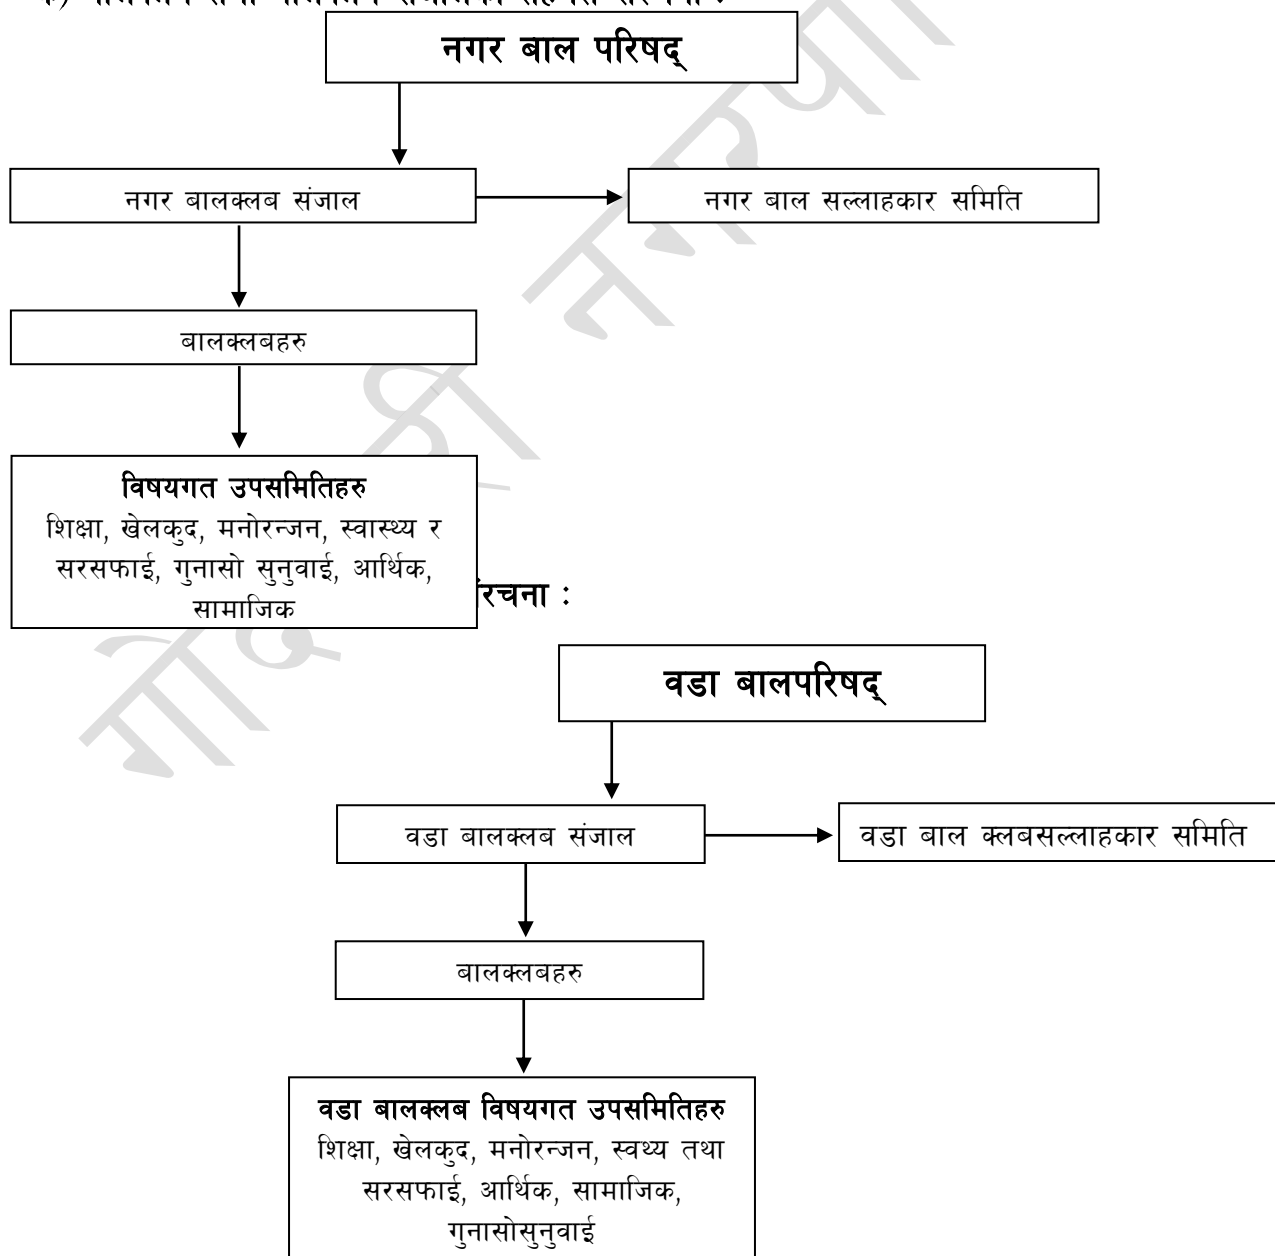 नगर बाल परिषद्
नगर बालक्लब संजाल
नगर बाल सल्लाहकार समिति
बालक्लबहरु
विषयगत उपसमितिहरु
शिक्षा, खेलकुद, मनोरन्जन, स्वास्थ्य र
सरसफाई, गुनासो सुनुवाई, आर्थिक,
सामाजिक
वडा बालपरिषद्
वडा बालक्लब संजाल
वडा बाल क्लबसल्लाहकार समिति
बालक्लबहरु
वडा बालक्लब विषयगत उपसमितिहरु
शिक्षा, खेलकुद, मनोरन्जन, स्वथ्य तथा
सरसफाई, आर्थिक, सामाजिक,
गुनासोसुनुवाई